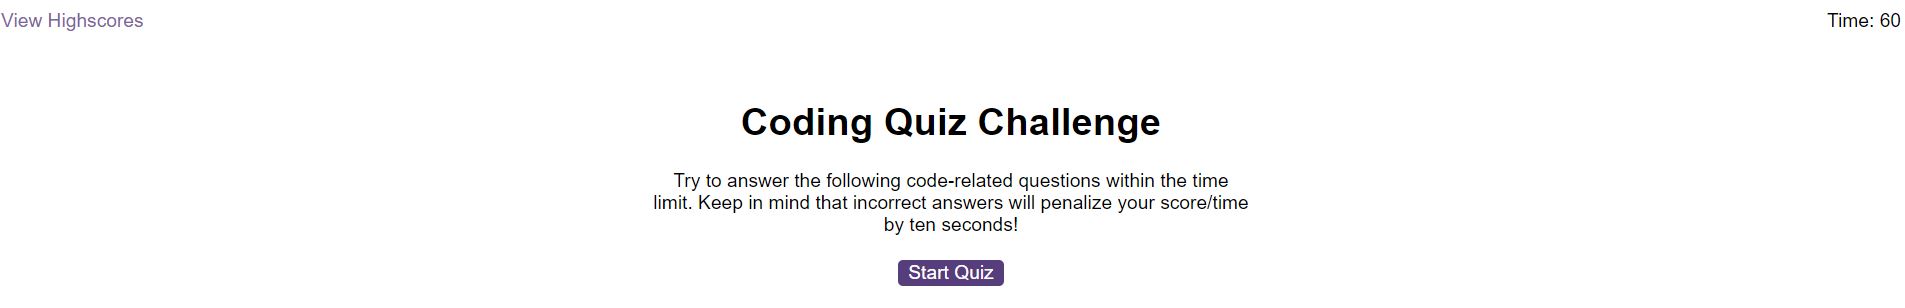 View Highscores
Time: 60
Coding Quiz Challenge
Try to answer the following code-related questions within the time
limit. Keep in mind that incorrect answers will penalize your score/time
by ten seconds!
Start Quiz